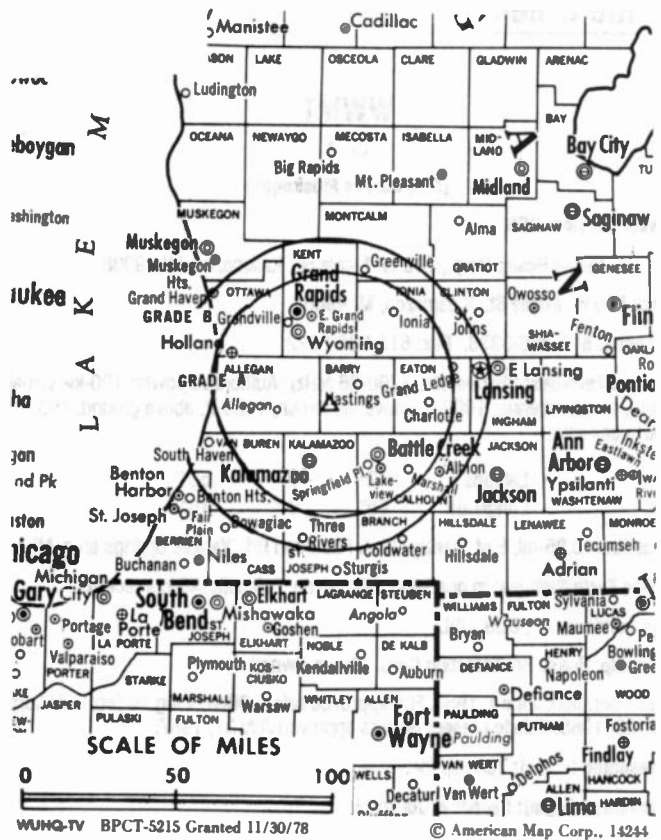 Manistee
Cadillac
LAKE
OSCEOLA
CLARE
GLADWIN
ARENAC
Ludington
BAY
OCEANA
NEWAYGO
MECOSTA
ISABELLA
MID-
LAND
Bay City
Big Rapids
Mt. Pleasant
Midland
MUSKEGON
MONTCALM
Alma
SAGINAW
Saginaw
Muskegon
Muskegon
Hts.
KENT
Greenville
GRATIOT
GENESEE
Grand Haven
OTTAWA
Grand
Rapids
IONIA
CLINTON
Owosso
GRADE B
Grandville
E. Grand
Rapids
Ionia
St.
Johns
SHIA-
WASSEE
Fenton
Holland
Wyoming
LAKE M
GRADE
ALLEGAN
BARRY
EATON
E Lansing
Lansing
Allegan
Hastings
Grand Ledge
Charlotte
INGHAM
LIVINGSTON
South Haven
VAN BUREN
KALAMAZOO
Battle Creek
JACKSON
Ann
Arbor
Eastlawn
Kalamazoo
Springfield Pl
Lake-
view
Marshall
Albion
CALHOUN
Jackson
Ypsilanti
WASHTENAW
Benton
Harbor
Benton Hts.
St. Joseph
Fair
Plain
Dowagiac
Three
Rivers
BRANCH
HILLSDALE
LENAWEE
MONROE
BERRIEN
Coldwater
Hillsdale
Tecumseh
Adrian
Buchanan
Niles
CASS
ST.
JOSEPH
Sturgis
Michigan
City
Gary
South
Bend
Elkhart
LAGRANGE
STEUBEN
WILLIAMS
FULTON
Sylvania
LUCAS
Portage
La
Porte
LA PORTE
ST.
JOSEPH
Mishawaka
Goshen
ELKHART
Angola
Bryan
Wauseon
Maumee
Valparaiso
PORTER
STARKE
Plymouth
KOS-
CIUSKO
NOBLE
Kendallville
DE KALB
Auburn
DEFIANCE
HENRY
Napoleon
Bowling
JASPER
PULASKI
MARSHALL
FULTON
Warsaw
WHITLEY
ALLEN
Defiance
WOOD
SCALE OF MILES
Fort
Wayne
PAULDING
Paulding
PUTNAM
Fostoria
Findlay
HANCOCK
0 50 100
WELLS
Decatur
VAN WERT
Van Wert
Delphos
ALLEN
Lima
HARDIN
WUHQ-TV BPCT-5215 Granted 11/30/78
© American Map Corp., 14244